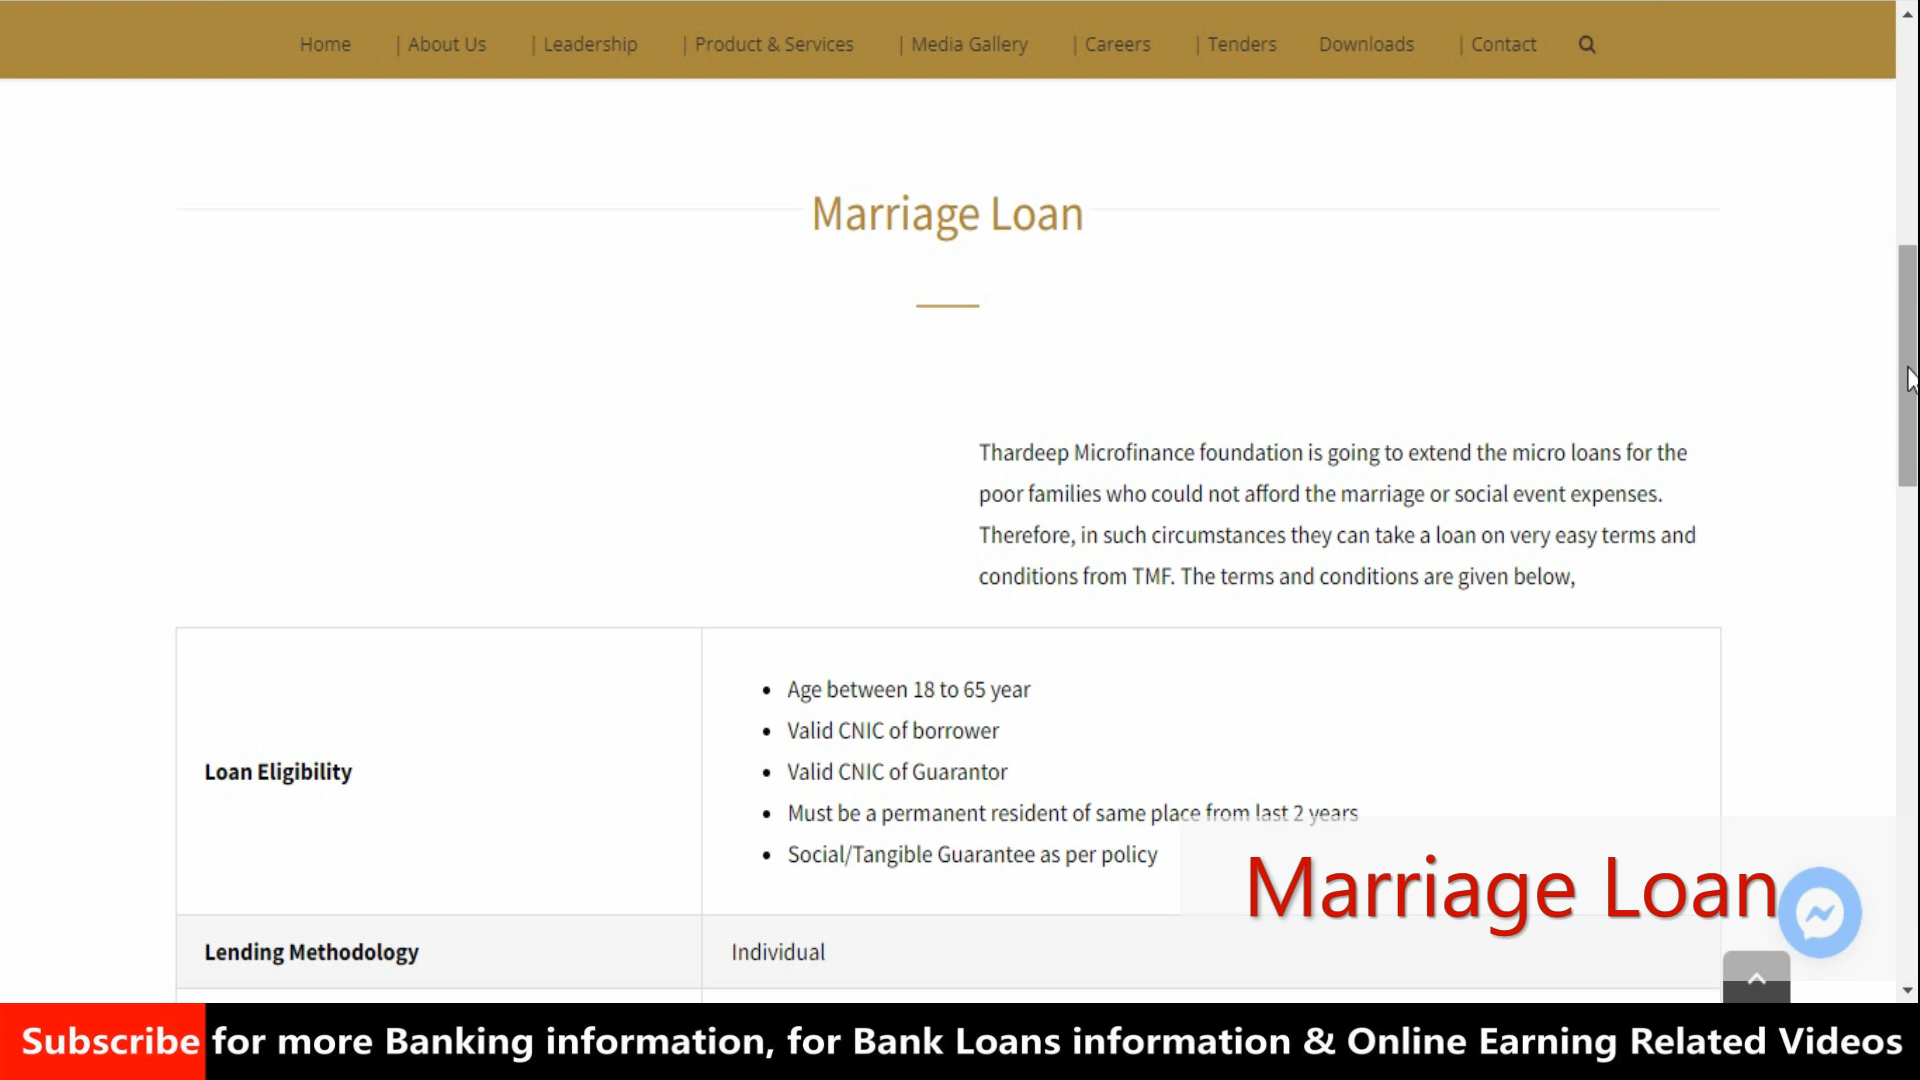 Home | About Us | Leadership | Product & Services | Media Gallery | Careers | Tenders Downloads | Contact
Marriage Loan
Thardeep Microfinance foundation is going to extend the micro loans for the
poor families who could not afford the marriage or social event expenses.
Therefore, in such circumstances they can take a loan on very easy terms and
conditions from TMF. The terms and conditions are given below,
Loan Eligibility
• Age between 18 to 65 year
• Valid CNIC of borrower
• Valid CNIC of Guarantor
• Must be a permanent resident of same place from last 2 years
• Social/Tangible Guarantee as per policy
Marriage Loan
Lending Methodology Individual
Subscribe for more Banking information, for Bank Loans information & Online Earning Related Videos